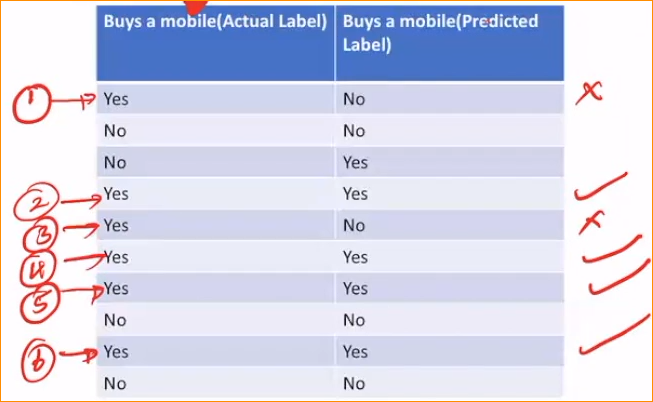 Buys a mobile(Actual Label) Buys a mobile(Predicted
Label)
1 Yes No
No No
No Yes
2 Yes Yes
3 Yes No
4 Yes Yes
5 Yes Yes
No No
6 Yes Yes
No No